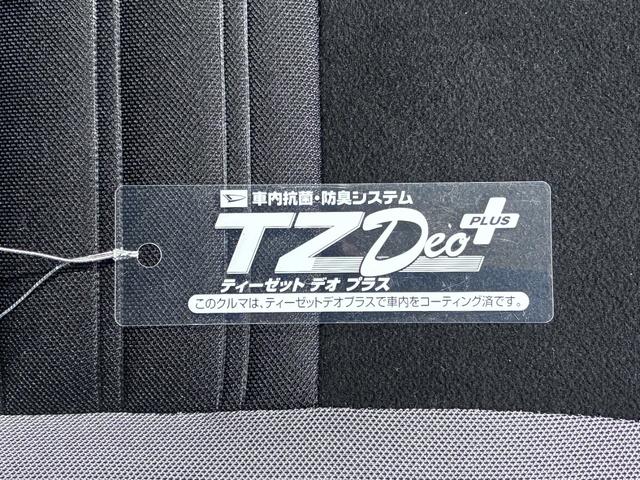 車内抗菌・防臭システム
TZ Deo PLUS
ティーゼット デオ プラス
このクルマは、ティーゼットデオプラスで車内をコーティング済です。